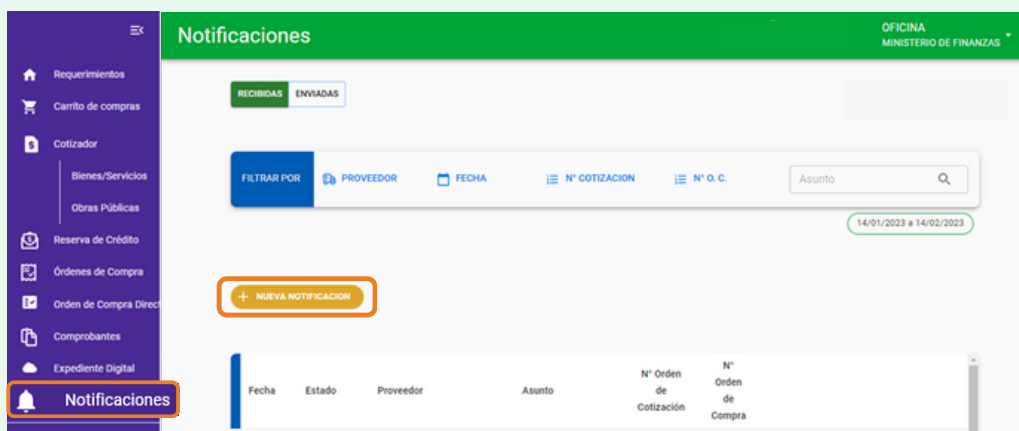 Notificaciones
OFICINA
MINISTERIO DE FINANZAS
Requerimientos
Carrito de compras
Cotizador
Bienes/Servicios
Obras Públicas
Reserva de Crédito
Órdenes de Compra
Orden de Compra Direct
Comprobantes
Expediente Digital
Notificaciones
RECIBIDAS ENVIADAS
FILTRAR POR PROVEEDOR FECHA N° COTIZACION N° O. C. Asunto
14/01/2023 a 14/02/2023
+ NUEVA NOTIFICACION
Fecha Estado Proveedor Asunto
N° Orden
de
Cotización
N°
Orden
de
Compra